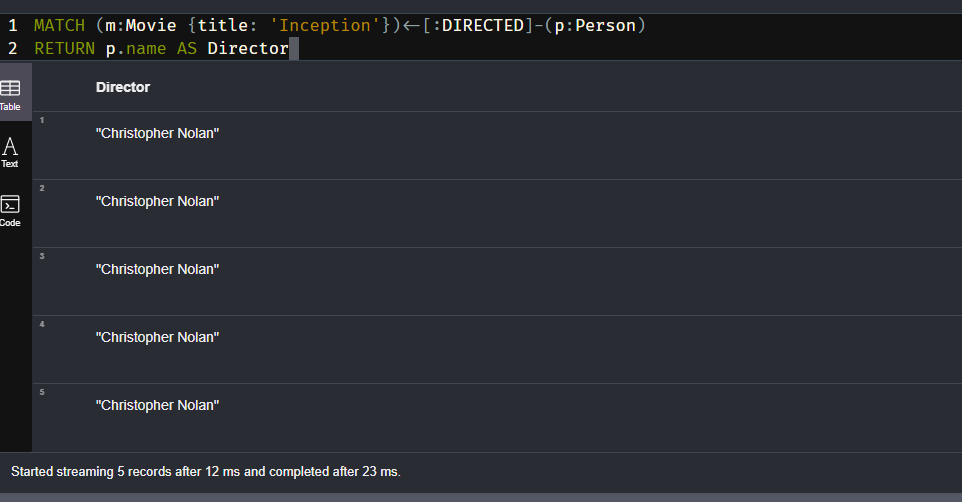 1 MATCH (m:Movie {title: 'Inception'})<-[:DIRECTED]-(p:Person)
2 RETURN p.name AS Director
Table
Text
Code
Director
1
"Christopher Nolan"
2
"Christopher Nolan"
3
"Christopher Nolan"
4
"Christopher Nolan"
5
"Christopher Nolan"
Started streaming 5 records after 12 ms and completed after 23 ms.